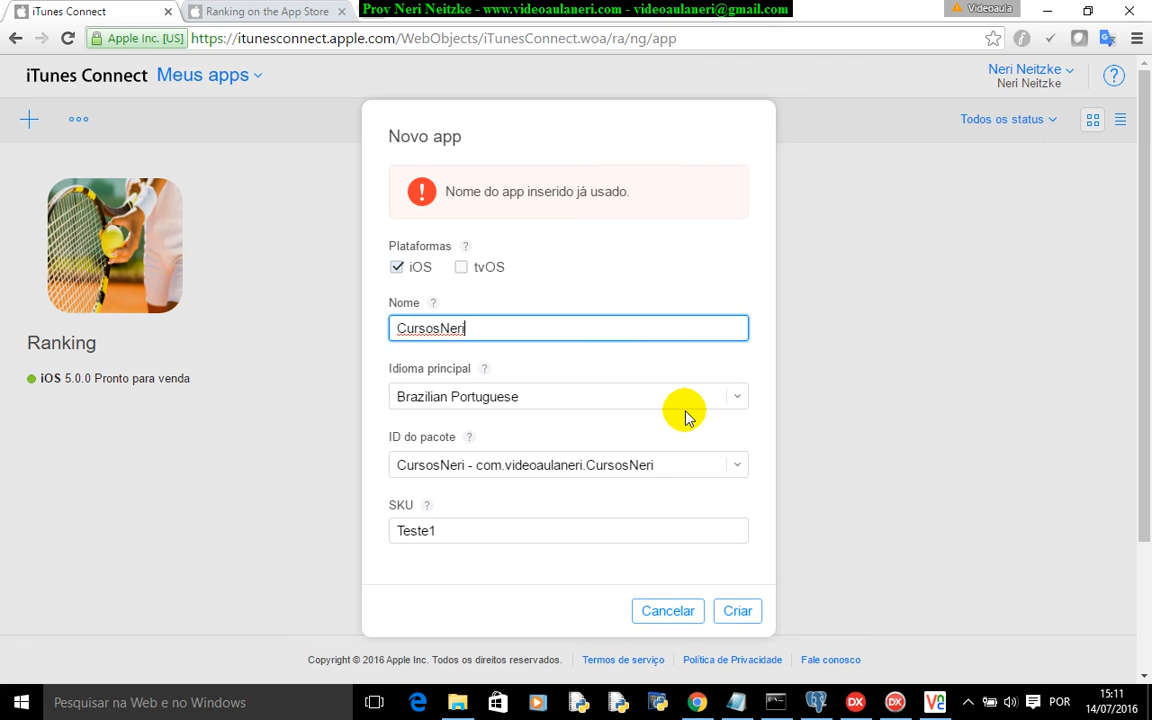 iTunes Connect
Ranking on the App Store
Prov Neri Neitzke - www.videoaulaneri.com - videoaulaneri@gmail.com
Videoaula
Apple Inc. [US]
https://itunesconnect.apple.com/WebObjects/iTunesConnect.woa/ra/ng/app
iTunes Connect Meus apps
Neri Neitzke
Neri Neitzke
?
Todos os status
Novo app
! Nome do app inserido já usado.
Plataformas ?
iOS tvOS
Nome ?
CursosNeri
Idioma principal ?
Brazilian Portuguese
ID do pacote ?
CursosNeri - com.videoaulaneri.CursosNeri
SKU ?
Teste1
Cancelar Criar
Ranking
iOS 5.0.0 Pronto para venda
Copyright © 2016 Apple Inc. Todos os direitos reservados. Termos de serviço Política de Privacidade Fale conosco
Pesquisar na Web e no Windows
DX DX
POR
15:11
14/07/2016